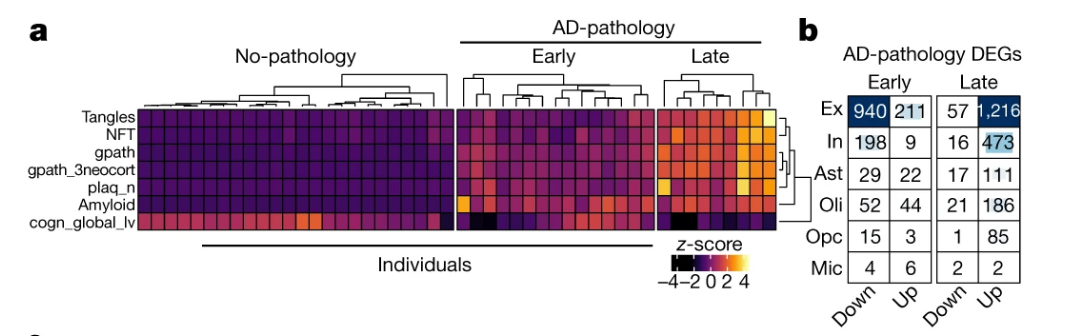 a
AD-pathology
No-pathology
Early
Late
Tangles
NFT
gpath
gpath_3neocort
plaq_n
Amyloid
cogn_global_lv
Individuals
z-score
–4 –2 0 2 4
b
AD-pathology DEGs
Early Late
Ex 940 211 57 1,216
In 198 9 16 473
Ast 29 22 17 111
Oli 52 44 21 186
Opc 15 3 1 85
Mic 4 6 2 2
Down Up Down Up